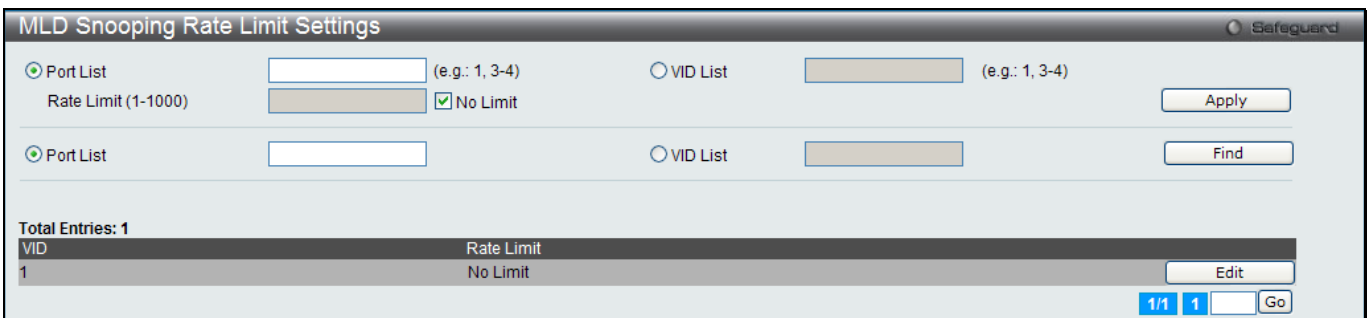 MLD Snooping Rate Limit Settings Safeguard
Port List (e.g.: 1, 3-4) VID List (e.g.: 1, 3-4)
Rate Limit (1-1000) No Limit Apply
Port List VID List Find
Total Entries: 1
VID Rate Limit
1 No Limit Edit
1/1 1 Go